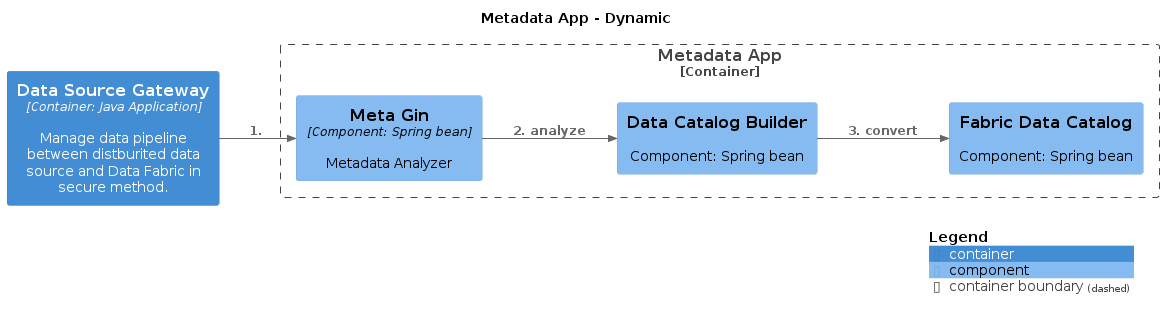 Metadata App - Dynamic
Metadata App
[Container]
Data Source Gateway
[Container: Java Application]
Manage data pipeline
between distburited data
source and Data Fabric in
secure method.
1.
Meta Gin
[Component: Spring bean]
Metadata Analyzer
2. analyze
Data Catalog Builder
Component: Spring bean
3. convert
Fabric Data Catalog
Component: Spring bean
Legend
container
component
container boundary (dashed)